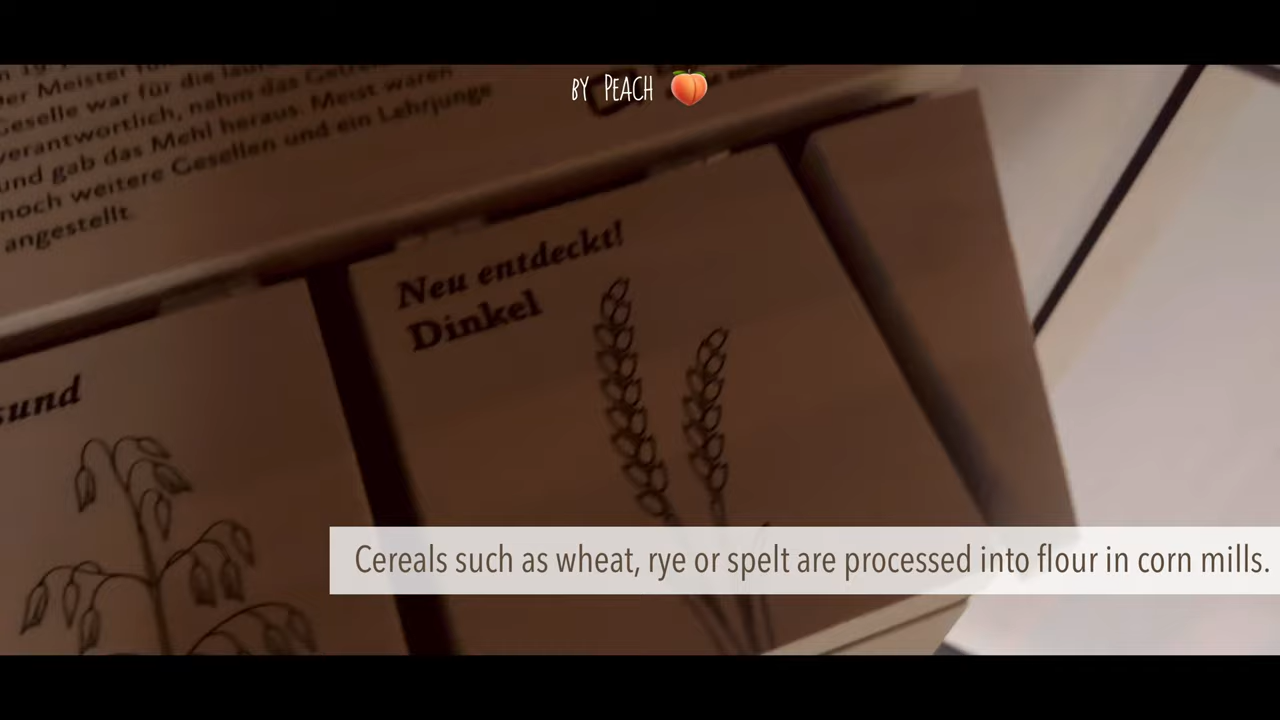 BY PEACH 🍑
für die
Geselle war für die
verantwortlich, nahm das
und gab das Mehl heraus. Meist waren
noch weitere Gesellen und ein Lehrjunge
angestellt.
Neu entdeckt!
Dinkel
sund
Cereals such as wheat, rye or spelt are processed into flour in corn mills.